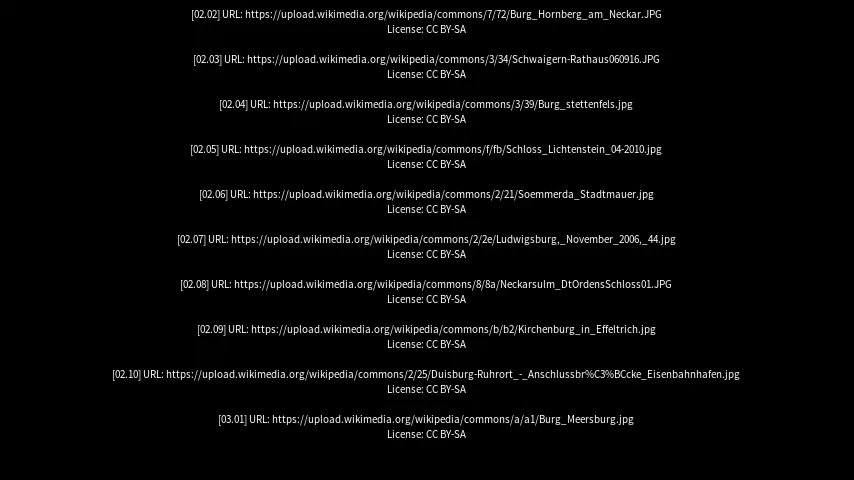 [02.02] URL: https://upload.wikimedia.org/wikipedia/commons/7/72/Burg_Hornberg_am_Neckar.JPG
License: CC BY-SA
[02.03] URL: https://upload.wikimedia.org/wikipedia/commons/3/34/Schwaigern-Rathaus060916.JPG
License: CC BY-SA
[02.04] URL: https://upload.wikimedia.org/wikipedia/commons/3/39/Burg_stettenfels.jpg
License: CC BY-SA
[02.05] URL: https://upload.wikimedia.org/wikipedia/commons/f/fb/Schloss_Lichtenstein_04-2010.jpg
License: CC BY-SA
[02.06] URL: https://upload.wikimedia.org/wikipedia/commons/2/21/Soemmerda_Stadtmauer.jpg
License: CC BY-SA
[02.07] URL: https://upload.wikimedia.org/wikipedia/commons/2/2e/Ludwigsburg,_November_2006,_44.jpg
License: CC BY-SA
[02.08] URL: https://upload.wikimedia.org/wikipedia/commons/8/8a/Neckarsulm_DtOrdensSchloss01.JPG
License: CC BY-SA
[02.09] URL: https://upload.wikimedia.org/wikipedia/commons/b/b2/Kirchenburg_in_Effeltrich.jpg
License: CC BY-SA
[02.10] URL: https://upload.wikimedia.org/wikipedia/commons/2/25/Duisburg-Ruhrort_-_Anschlussbr%C3%BCcke_Eisenbahnhafen.jpg
License: CC BY-SA
[03.01] URL: https://upload.wikimedia.org/wikipedia/commons/a/a1/Burg_Meersburg.jpg
License: CC BY-SA